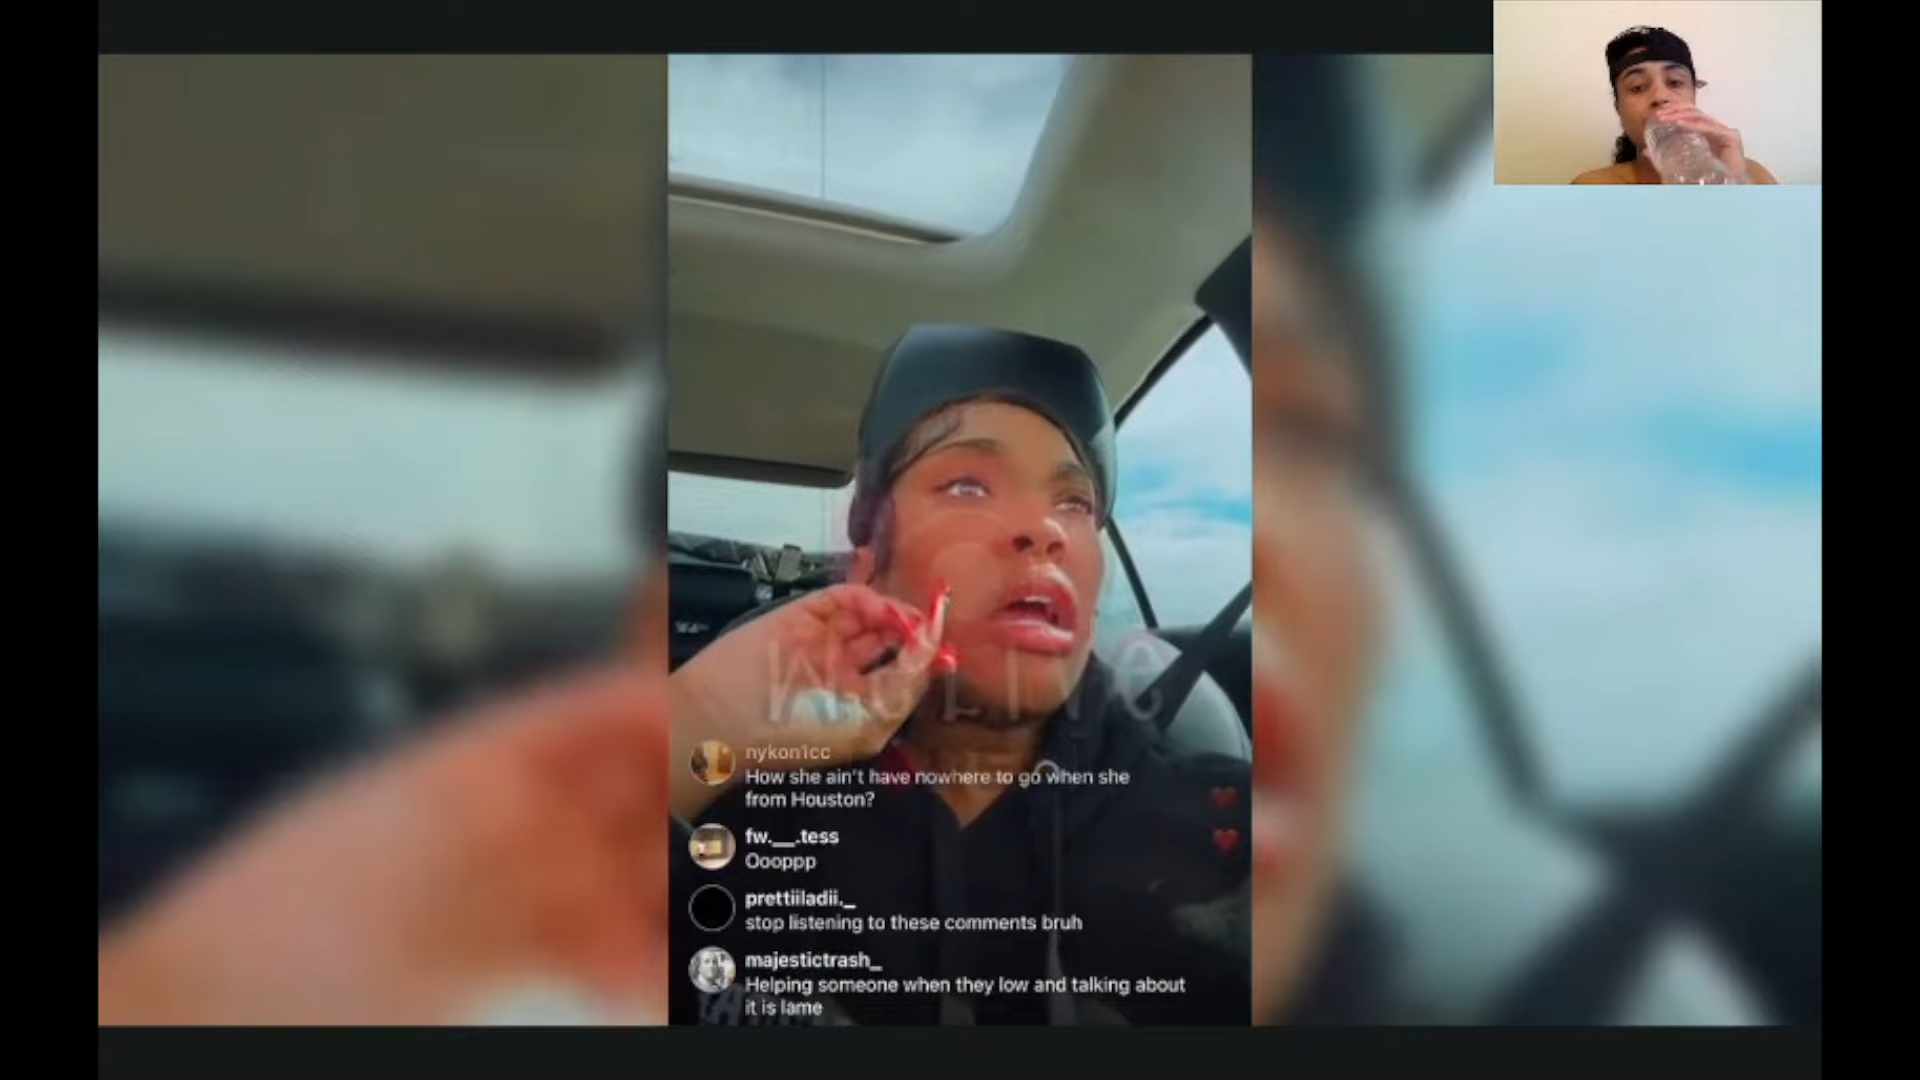 WeLive
nykon1cc
How she ain't have nowhere to go when she
from Houston?
fw.__.tess
Oooppp
prettiiladii._
stop listening to these comments bruh
majestictrash_
Helping someone when they low and talking about
it is lame